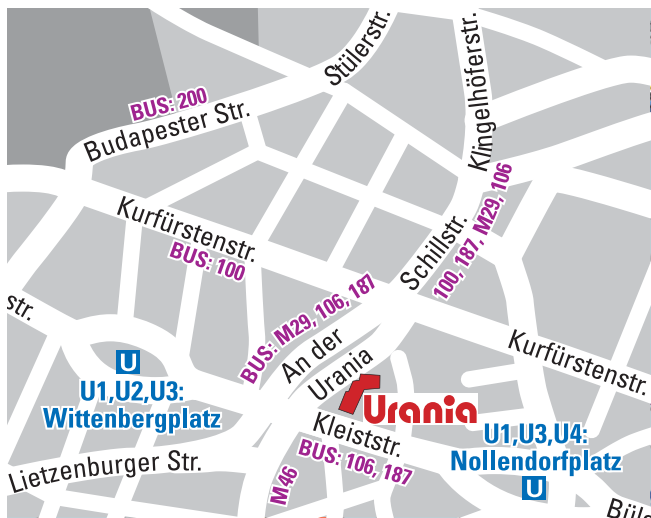 Stülerstr.
Klingelhöferstr.
BUS: 200
Budapester Str.
Kurfürstenstr.
BUS: 100
Schillstr.
100, 187, M29, 106
BUS: M29, 106, 187
An der
Urania
str.
Kurfürstenstr.
U
U1,U2,U3:
Wittenbergplatz
Urania
Kleiststr.
BUS: 106, 187
U1,U3,U4:
Nollendorfplatz
U
Lietzenburger Str.
M46
Bül